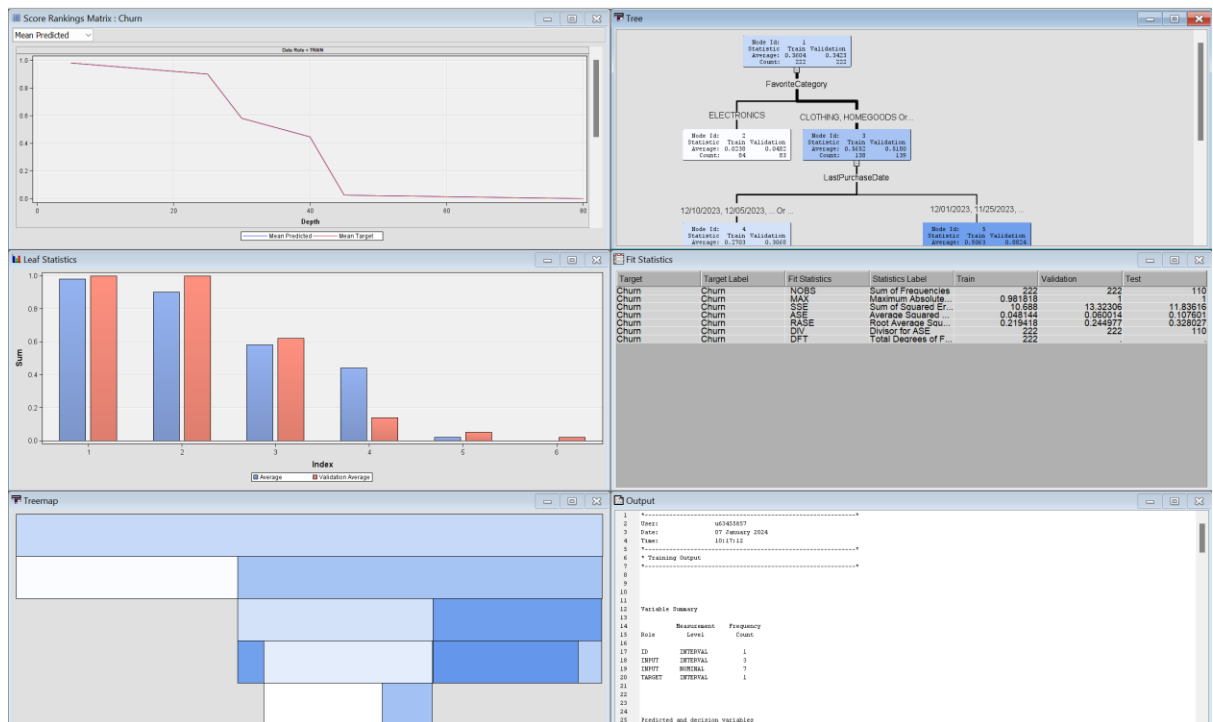 Score Rankings Matrix : Churn
Mean Predicted
Data Role = TRAIN
1.0
0.8
0.6
0.4
0.2
0.0
0 20 40 60 80
Depth
Mean Predicted Mean Target
Tree
Node Id: 1
Statistic Train Validation
Average: 0.3604 0.3423
Count: 222 222
FavoriteCategory
ELECTRONICS CLOTHING, HOMEGOODS Or...
Node Id: 2
Statistic Train Validation
Average: 0.0238 0.0482
Count: 84 83
Node Id: 3
Statistic Train Validation
Average: 0.5652 0.5180
Count: 138 139
LastPurchaseDate
12/10/2023, 12/05/2023, ... Or ... 12/01/2023, 11/25/2023, ...
Node Id: 4
Statistic Train Validation
Average: 0.2703 0.3068
Node Id: 5
Statistic Train Validation
Average: 0.9063 0.8824
Leaf Statistics
1.0
0.8
0.6
0.4
0.2
0.0
Sum
1 2 3 4 5 6
Index
Average Validation Average
Fit Statistics
Target Target Label Fit Statistics Statistics Label Train Validation Test
Churn Churn NOBS Sum of Frequencies 222 222 110
Churn Churn MAX Maximum Absolute... 0.981818 1 1
Churn Churn SSE Sum of Squared Er... 10.688 13.32306 11.83616
Churn Churn ASE Average Squared ... 0.048144 0.060014 0.107601
Churn Churn RASE Root Average Squ... 0.219418 0.244977 0.328027
Churn Churn DIV Divisor for ASE 222 222 110
Churn Churn DFT Total Degrees of F... 222 . .
Treemap
Output
1 *------------------------------------------------------------*
2 User: u63455857
3 Date: 07 January 2024
4 Time: 10:17:12
5 *------------------------------------------------------------*
6 * Training Output
7 *------------------------------------------------------------*
8
9
10
11
12 Variable Summary
13
14 Measurement Frequency
15 Role Level Count
16
17 ID INTERVAL 1
18 INPUT INTERVAL 3
19 INPUT NOMINAL 7
20 TARGET INTERVAL 1
21
22
23
24
25 Predicted and decision variables